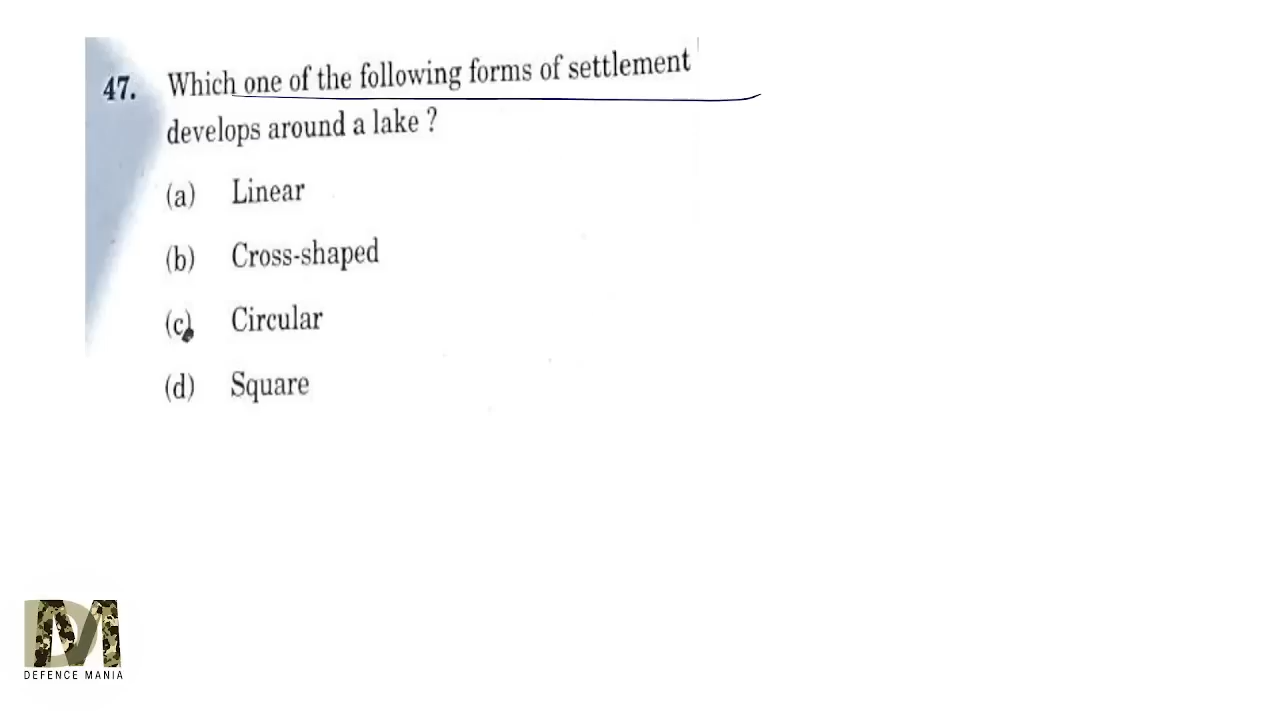 47. Which one of the following forms of settlement
develops around a lake ?
(a) Linear
(b) Cross-shaped
(c) Circular
(d) Square
DM
DEFENCE MANIA